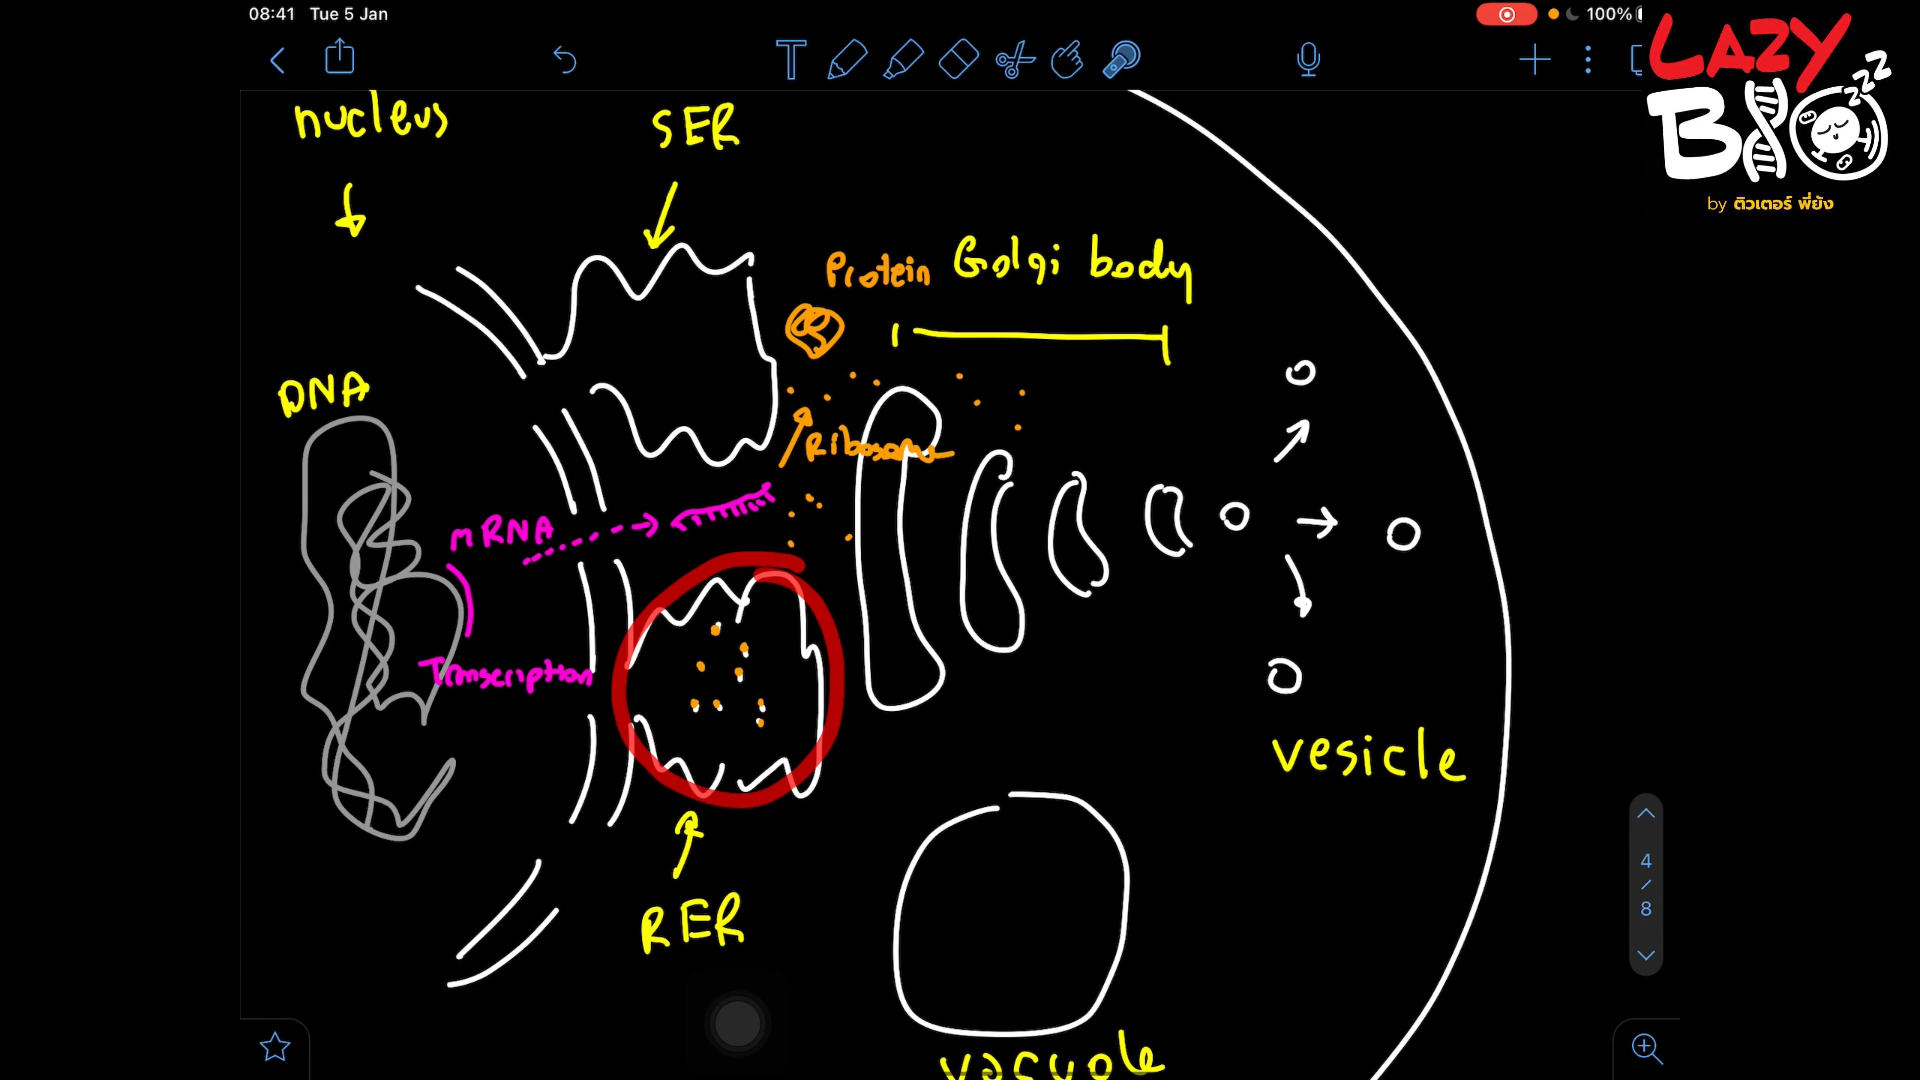 08:41 Tue 5 Jan
100%
LAZY
BIO
zzz
by ติวเตอร์ พี่ยัง
nucleus
SER
Protein
Golgi body
DNA
Ribosome
mRNA
Transcription
vesicle
RER
vacuole
4
/
8